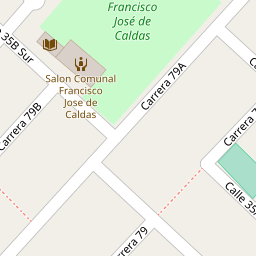 Francisco
José de
Caldas
35B Sur
Salon Comunal
Francisco
Jose de
Caldas
Carrera 79A
Carrera 79B
Carrera 7
Calle 35
Carrera 79